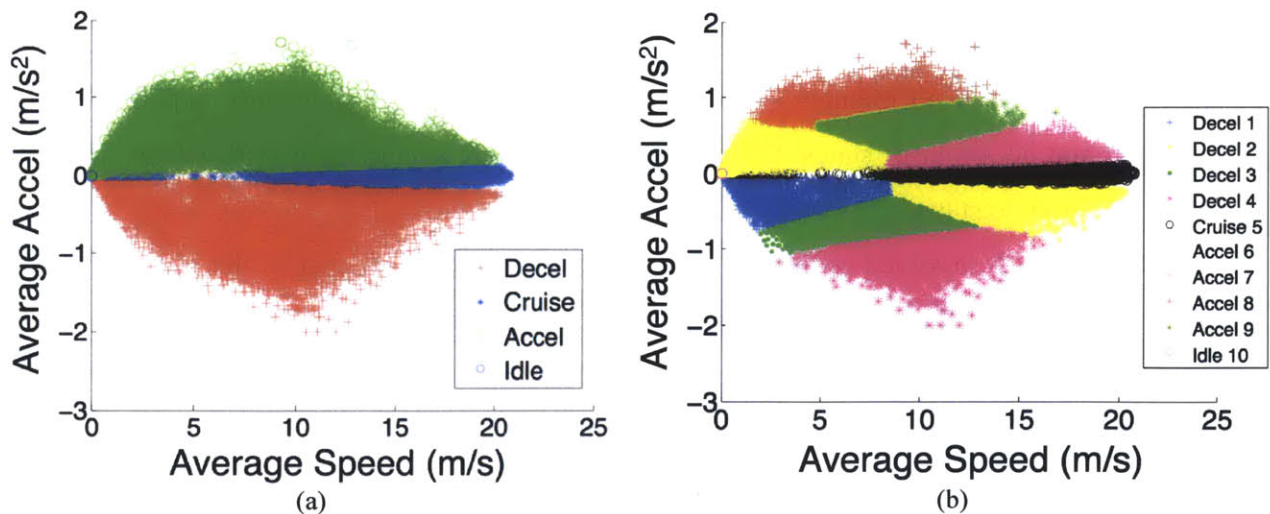 2
1
0
−1
−2
−3
0
5
10
15
20
25
Average Accel (m/s²)
Average Speed (m/s)
Decel
Cruise
Accel
Idle
(a)
2
1
0
−1
−2
−3
0
5
10
15
20
25
Average Accel (m/s²)
Average Speed (m/s)
Decel 1
Decel 2
Decel 3
Decel 4
Cruise 5
Accel 6
Accel 7
Accel 8
Accel 9
Idle 10
(b)